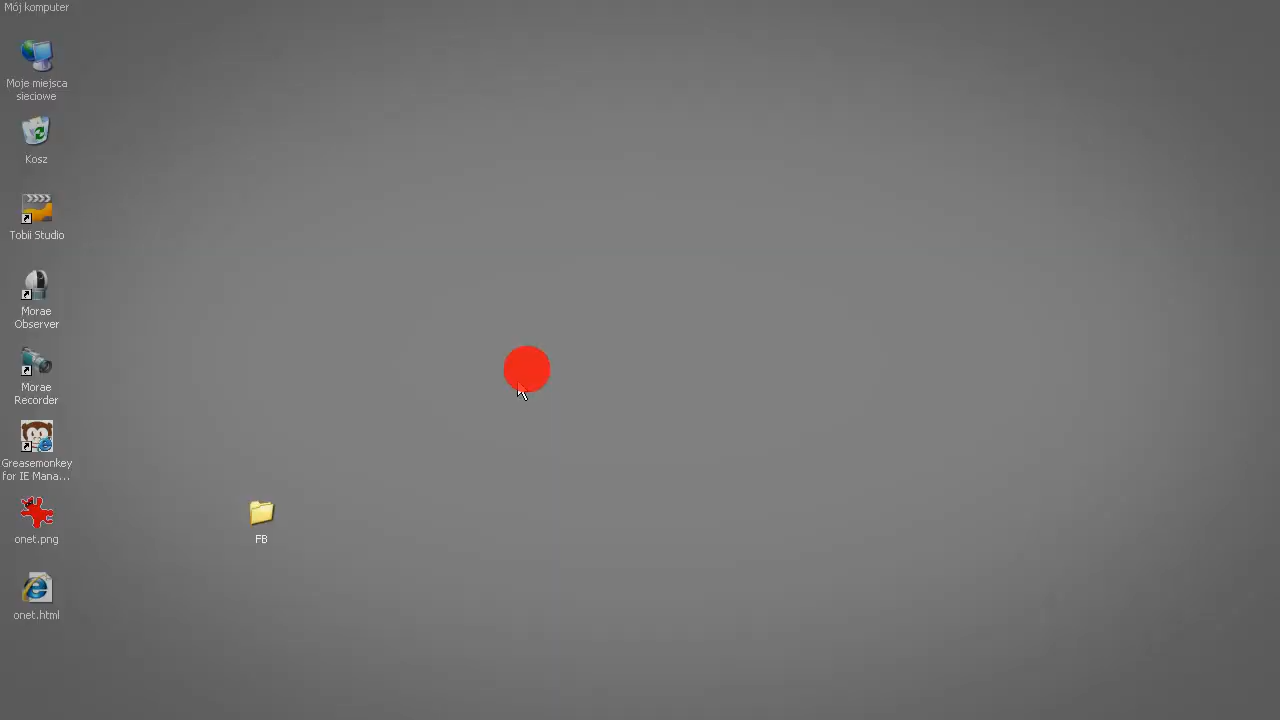 Mój komputer
Moje miejsca
sieciowe
Kosz
Tobii Studio
Morae
Observer
Morae
Recorder
Greasemonkey
for IE Mana...
onet.png
FB
onet.html